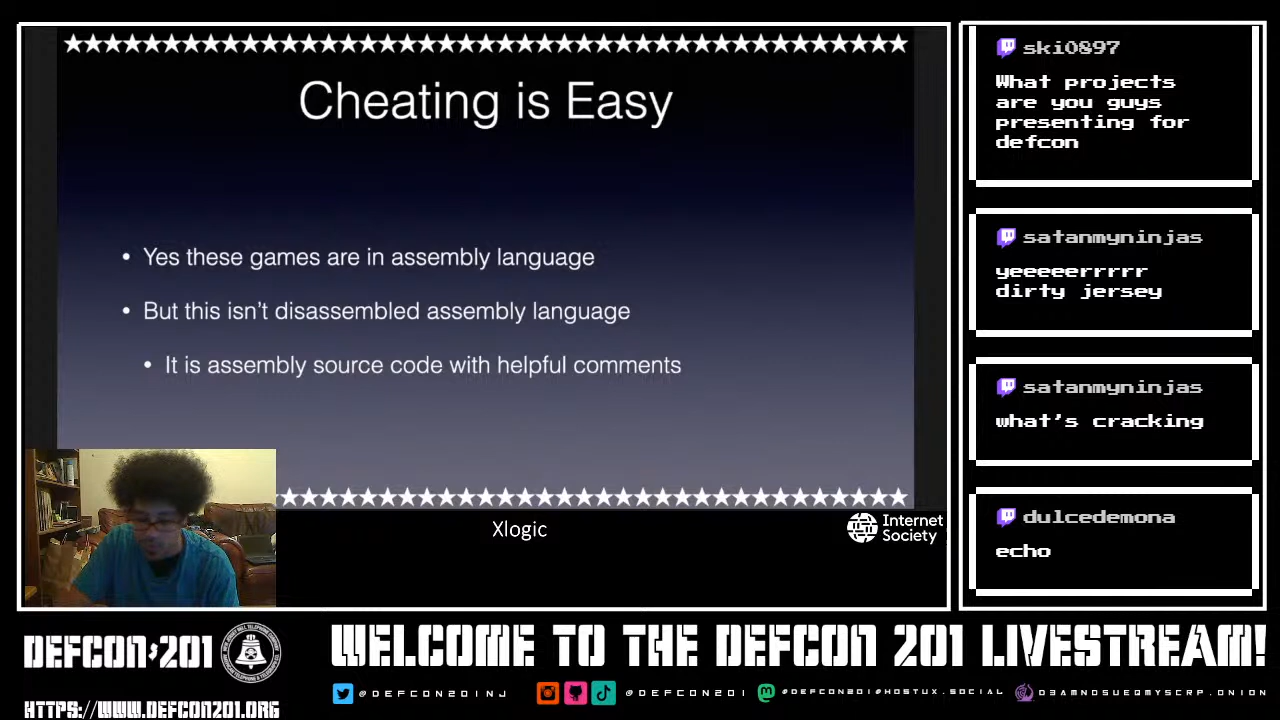 Cheating is Easy
• Yes these games are in assembly language
• But this isn't disassembled assembly language
• It is assembly source code with helpful comments
Xlogic
Internet
Society
ski0897
What projects
are you guys
presenting for
defcon
satanmyninjas
yeeeeerrrrr
dirty jersey
satanmyninjas
what's cracking
dulcedemona
echo
DEFCON 201
HTTPS://WWW.DEFCON201.ORG
WELCOME TO THE DEFCON 201 LIVESTREAM!
@DEFCON201NJ
@DEFCON201
@DEFCON201@HOSTUX.SOCIAL